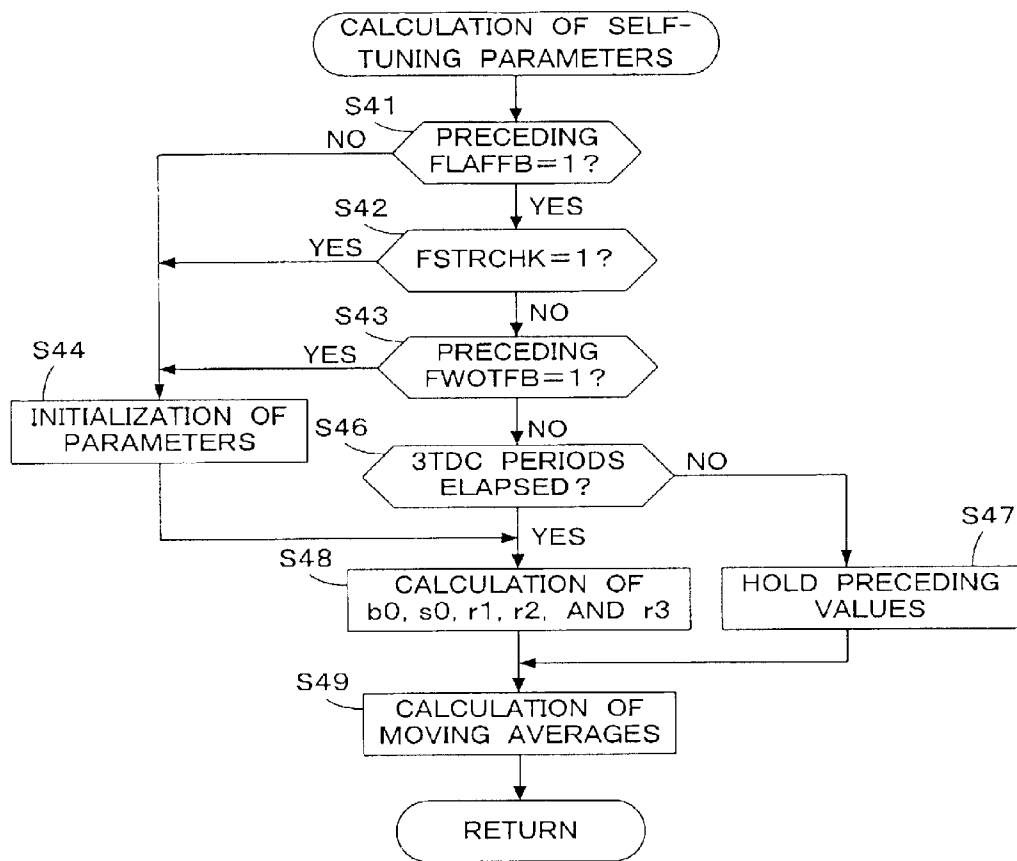 CALCULATION OF SELF-
TUNING PARAMETERS
S41
PRECEDING
FLAFFB=1?
NO
YES
S42
FSTRCHK=1?
YES
NO
S43
PRECEDING
FWOTFB=1?
YES
NO
S44
INITIALIZATION OF
PARAMETERS
S46
3TDC PERIODS
ELAPSED?
NO
YES
S47
HOLD PRECEDING
VALUES
S48
CALCULATION OF
b0, s0, r1, r2, AND r3
S49
CALCULATION OF
MOVING AVERAGES
RETURN